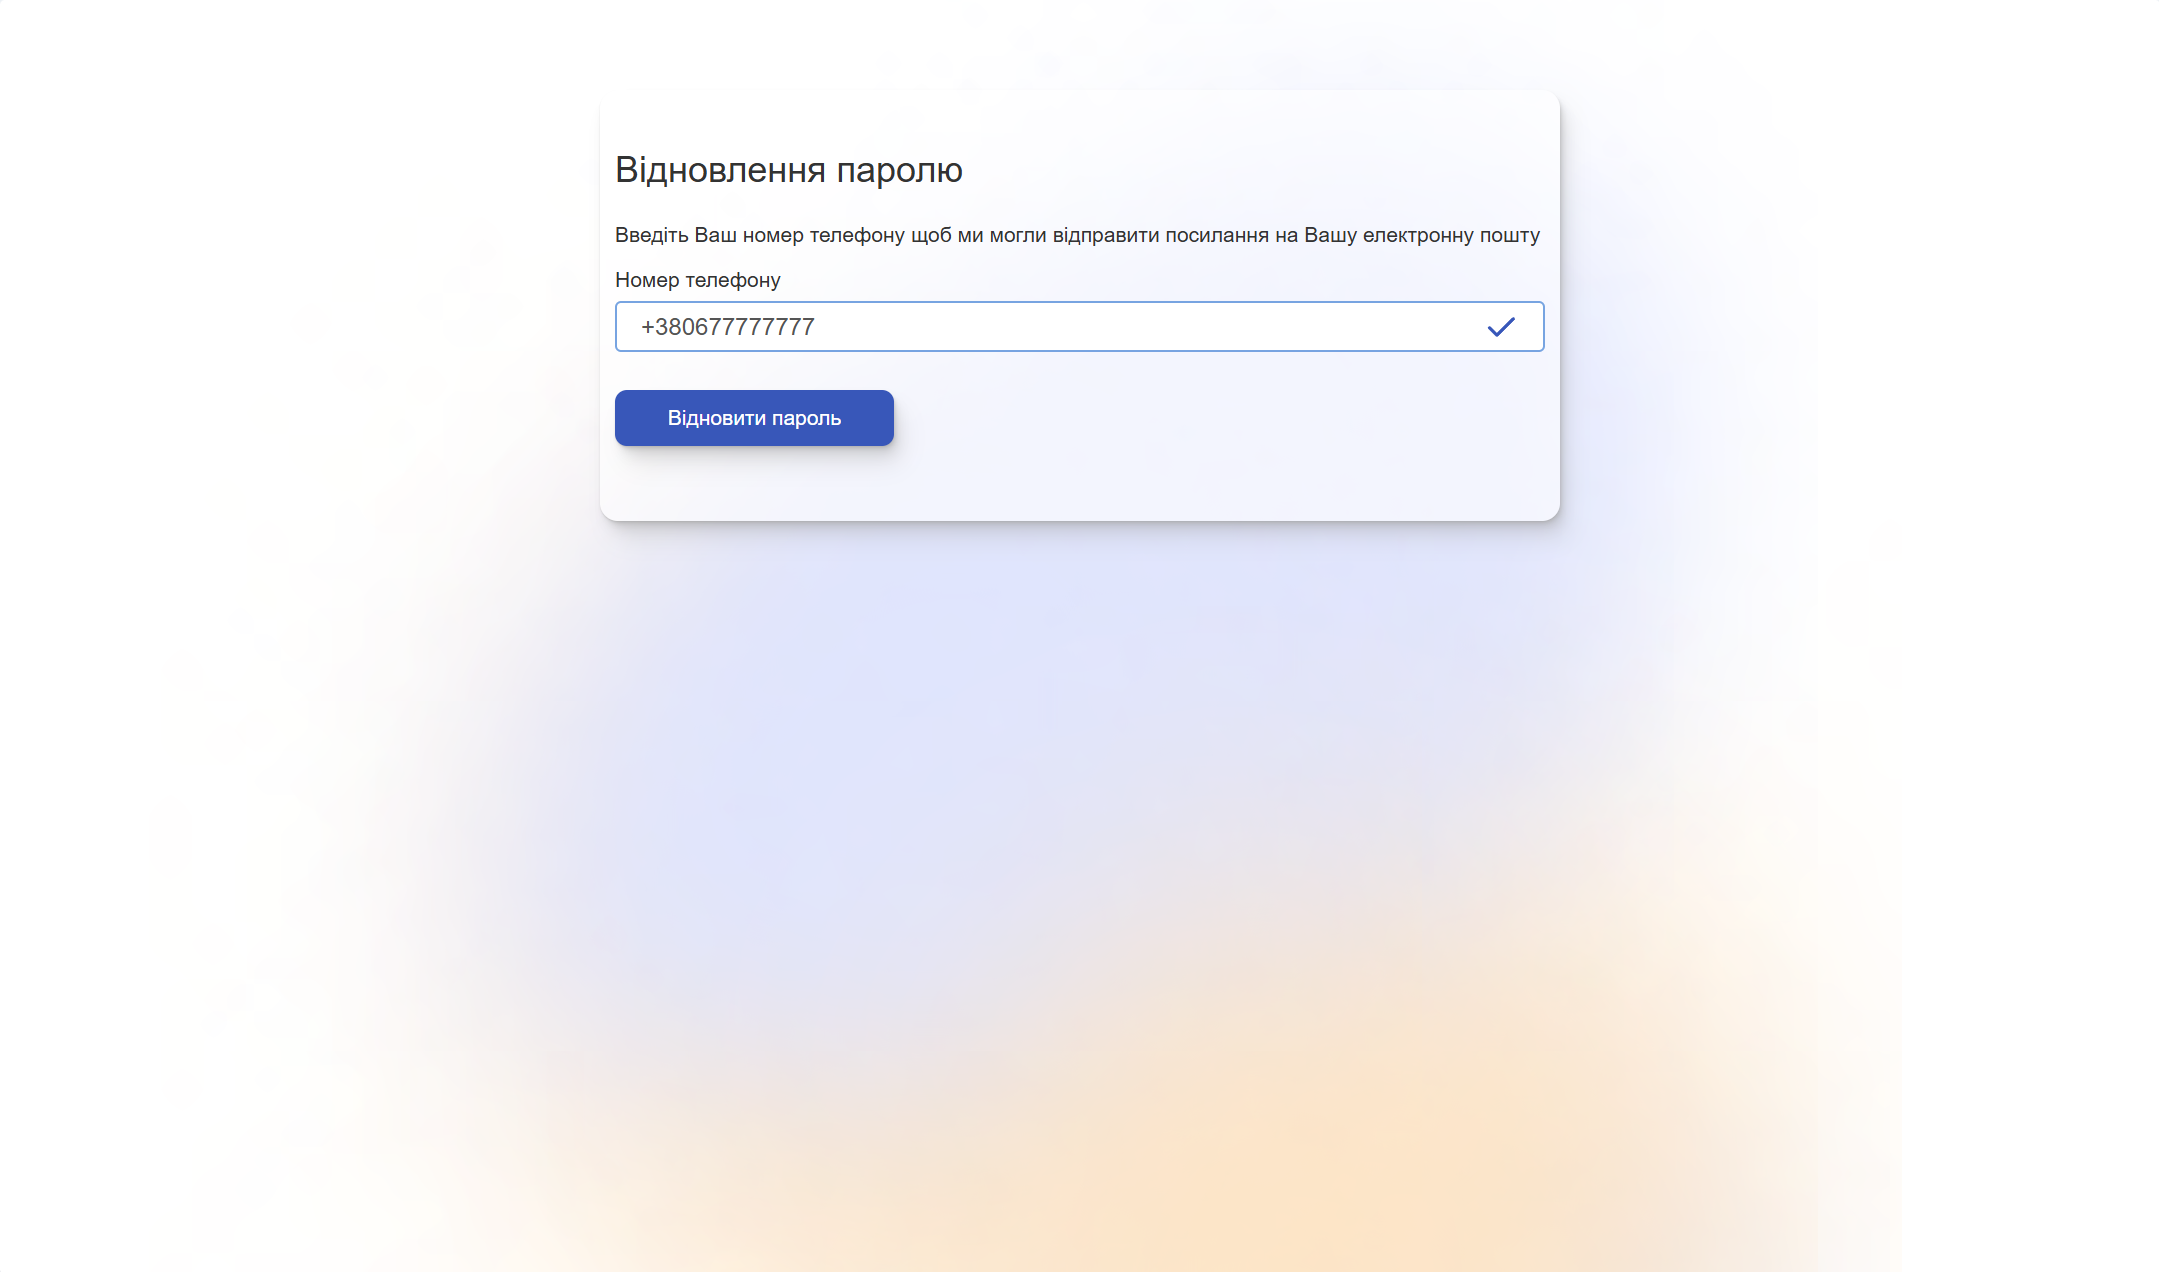 Відновлення паролю
Введіть Ваш номер телефону щоб ми могли відправити посилання на Вашу електронну пошту
Номер телефону
+380677777777
Відновити пароль